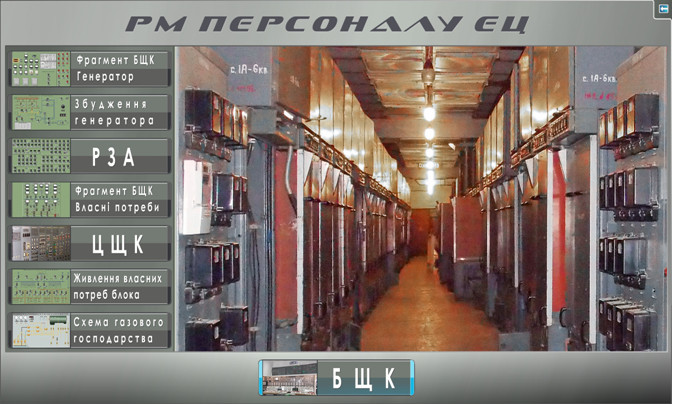 РМ ПЕРСОНАЛУ ЕЦ
Фрагмент БЩК
Генератор
Збудження
генератора
РЗА
Фрагмент БЩК
Власні потреби
ЦЩК
Живлення власних
потреб блока
Схема газового
господарства
с. 1А-6кв.
с. 1А-6кв.
БЩК